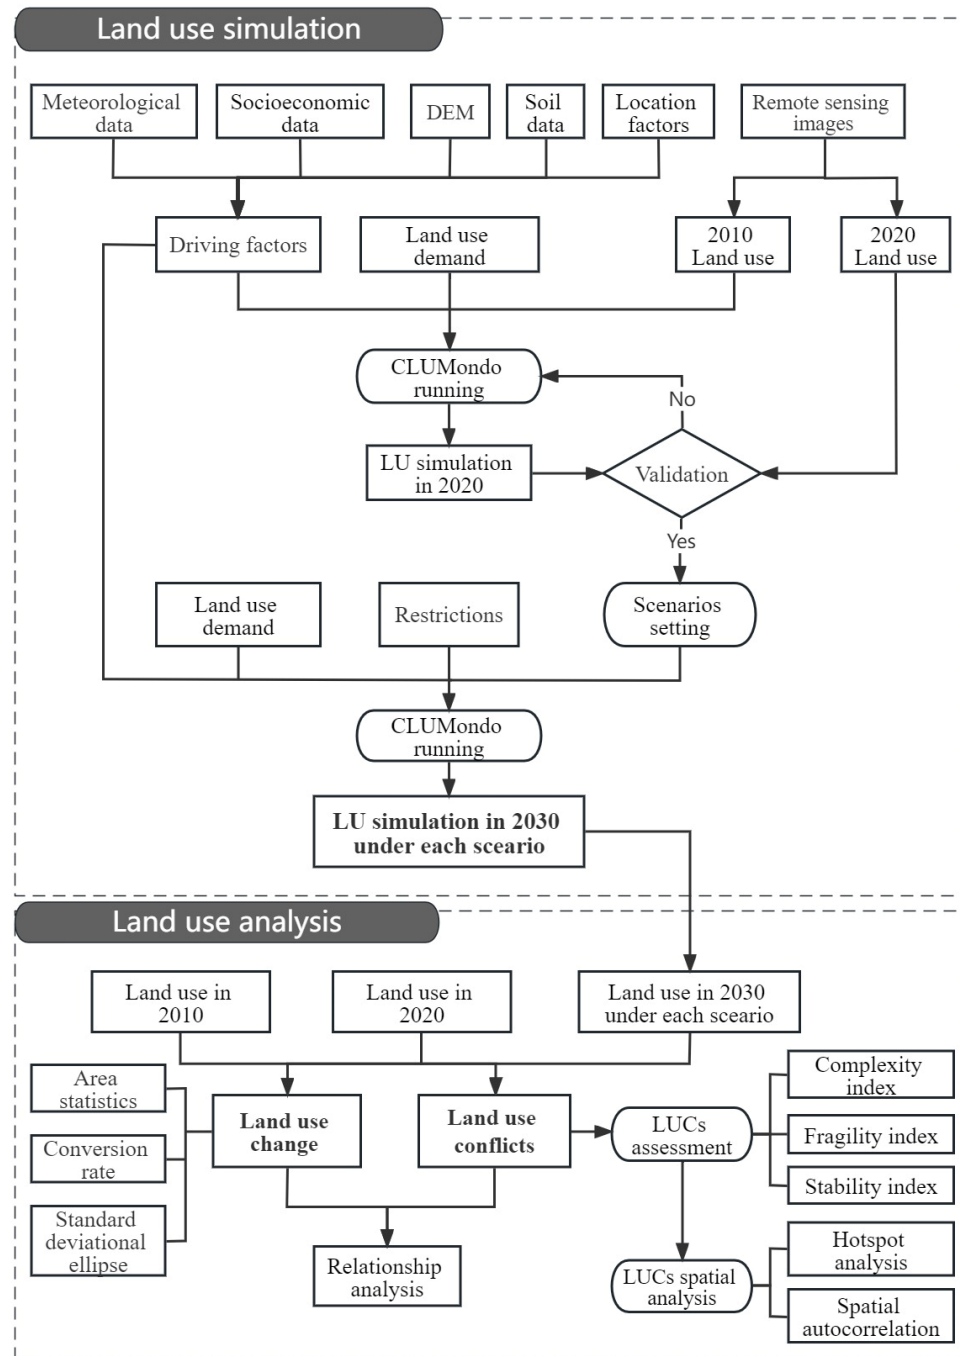 Land use simulation
Meteorological
data
Socioeconomic
data
DEM
Soil
data
Location
factors
Remote sensing
images
Driving factors
Land use
demand
2010
Land use
2020
Land use
CLUMondo
running
No
LU simulation
in 2020
Validation
Yes
Land use
demand
Restrictions
Scenarios
setting
CLUMondo
running
LU simulation in 2030
under each sceario
Land use analysis
Land use in
2010
Land use in
2020
Land use in 2030
under each sceario
Area
statistics
Conversion
rate
Standard
deviational
ellipse
Land use
change
Land use
conflicts
LUCs
assessment
Complexity
index
Fragility index
Stability index
Relationship
analysis
LUCs spatial
analysis
Hotspot
analysis
Spatial
autocorrelation